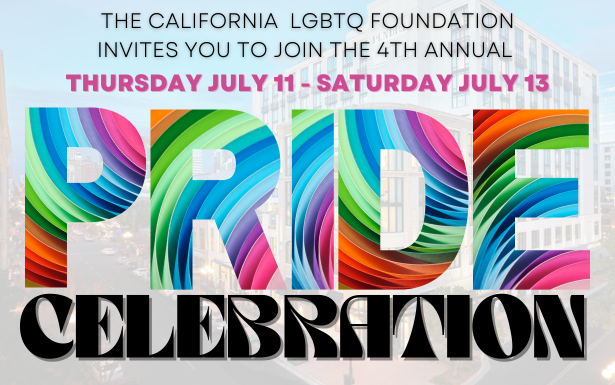 THE CALIFORNIA LGBTQ FOUNDATION
INVITES YOU TO JOIN THE 4TH ANNUAL
THURSDAY JULY 11 - SATURDAY JULY 13
PRIDE
CELEBRATION